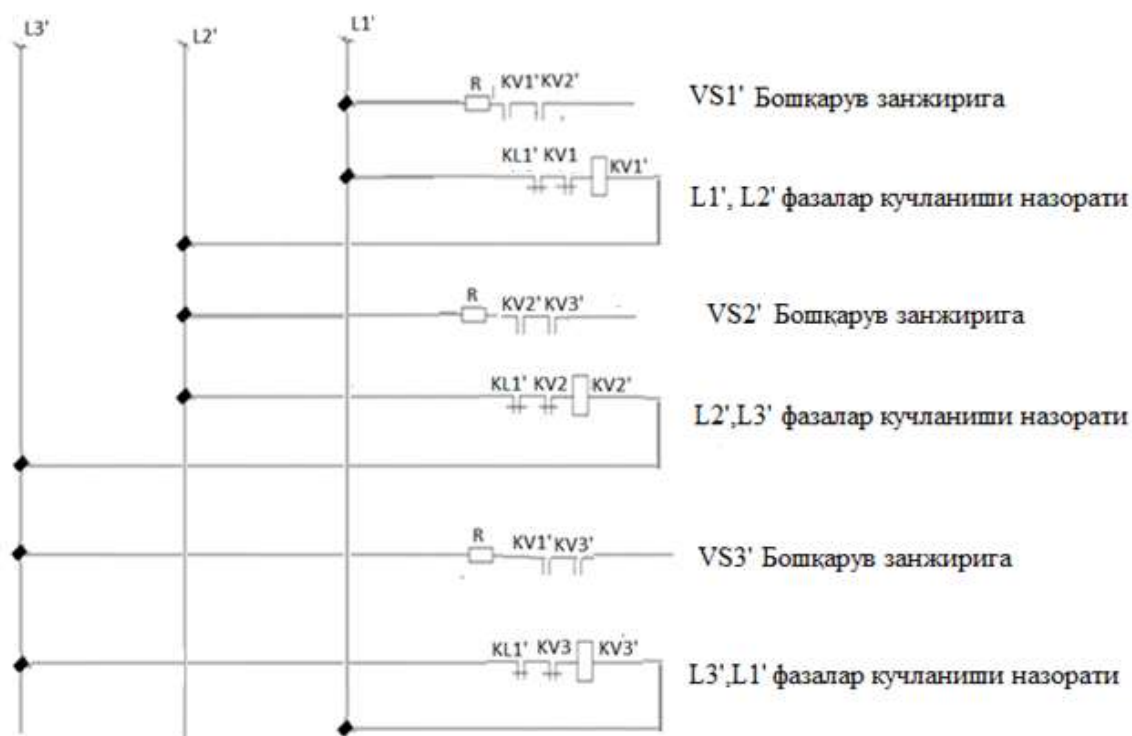 L3' L2' L1'
R KV1' KV2'
VS1' Бошқарув занжирига
KL1' KV1 KV1'
L1', L2' фазалар кучланиши назорати
R KV2' KV3'
VS2' Бошқарув занжирига
KL1' KV2 KV2'
L2',L3' фазалар кучланиши назорати
R KV1' KV3'
VS3' Бошқарув занжирига
KL1' KV3 KV3'
L3',L1' фазалар кучланиши назорати